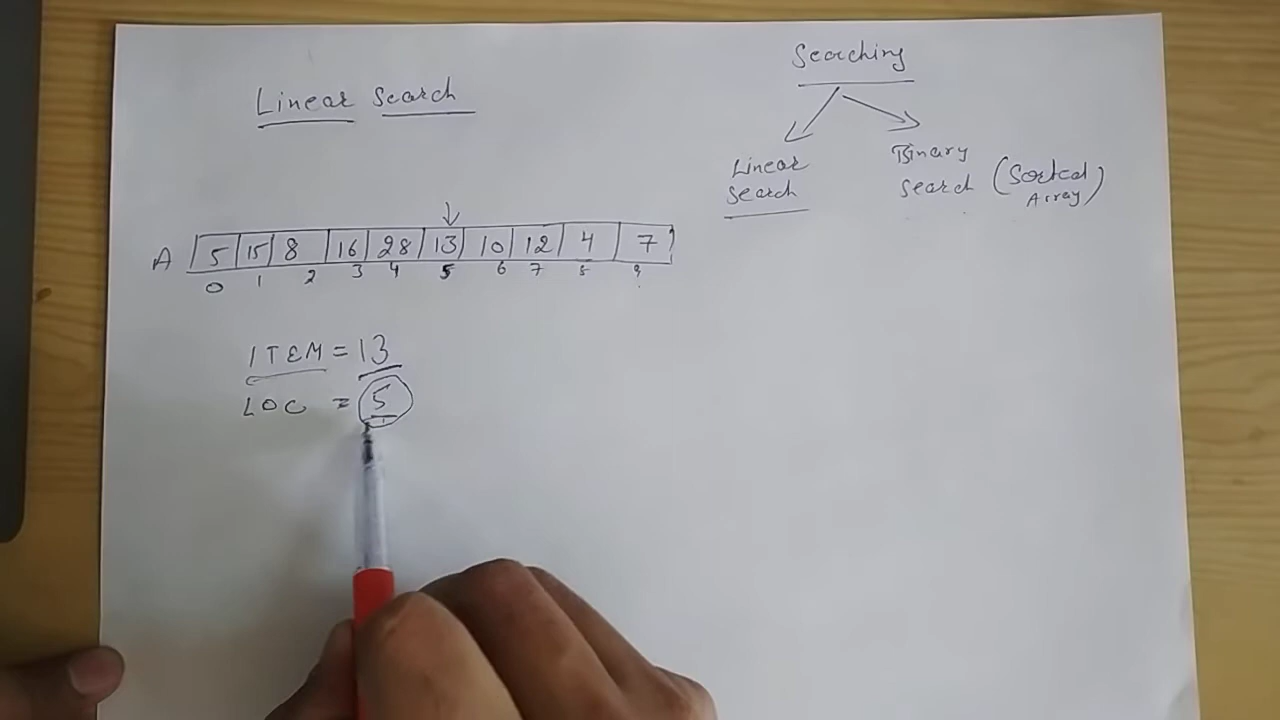 Searching
Linear Search
Linear Binary
Search Search (Sorted Array)
A 5 15 8 16 28 13 10 12 4 7
0 1 2 3 4 5 6 7 8 9
ITEM = 13
LOC = 5